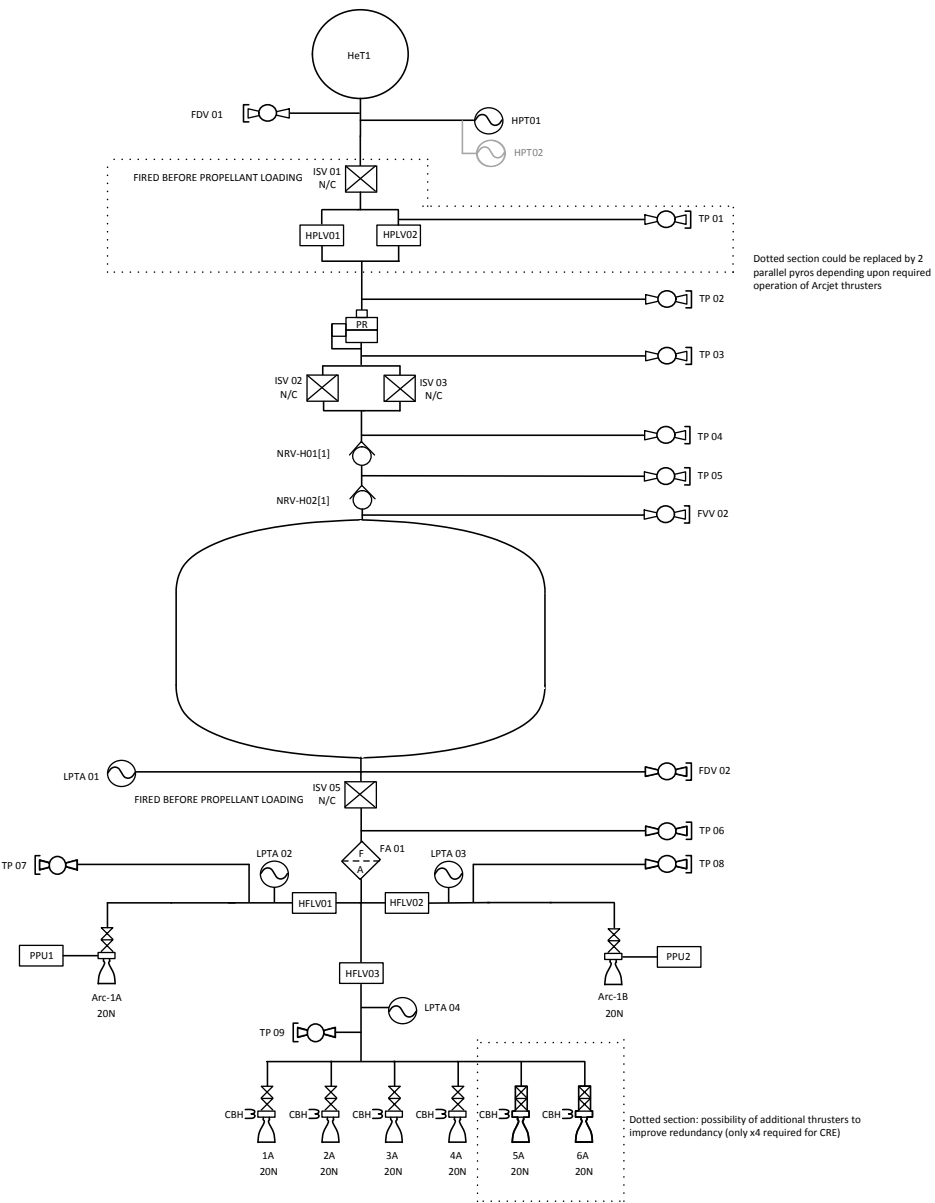 HeT1
FDV 01
HPT01
HPT02
ISV 01
N/C
FIRED BEFORE PROPELLANT LOADING
TP 01
HPLV01
HPLV02
Dotted section could be replaced by 2
parallel pyros depending upon required
operation of Arcjet thrusters
TP 02
PR
TP 03
ISV 02
N/C
ISV 03
N/C
TP 04
NRV-H01[1]
TP 05
NRV-H02[1]
FVV 02
LPTA 01
FDV 02
ISV 05
N/C
FIRED BEFORE PROPELLANT LOADING
TP 06
FA 01
F
A
TP 07
LPTA 02
LPTA 03
TP 08
HFLV01
HFLV02
PPU1
PPU2
Arc-1A
20N
Arc-1B
20N
HFLV03
LPTA 04
TP 09
CBH
CBH
CBH
CBH
CBH
CBH
Dotted section: possibility of additional thrusters to
improve redundancy (only x4 required for CRE)
1A
2A
3A
4A
5A
6A
20N
20N
20N
20N
20N
20N